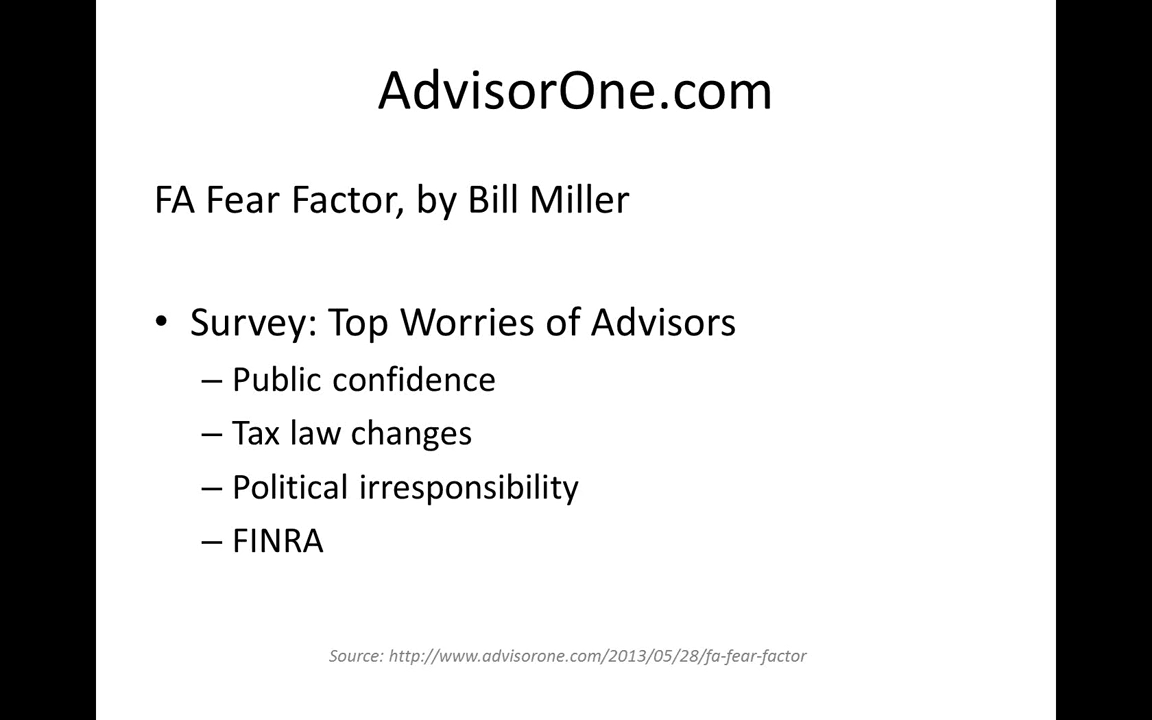 AdvisorOne.com
FA Fear Factor, by Bill Miller
• Survey: Top Worries of Advisors
– Public confidence
– Tax law changes
– Political irresponsibility
– FINRA
Source: http://www.advisorone.com/2013/05/28/fa-fear-factor